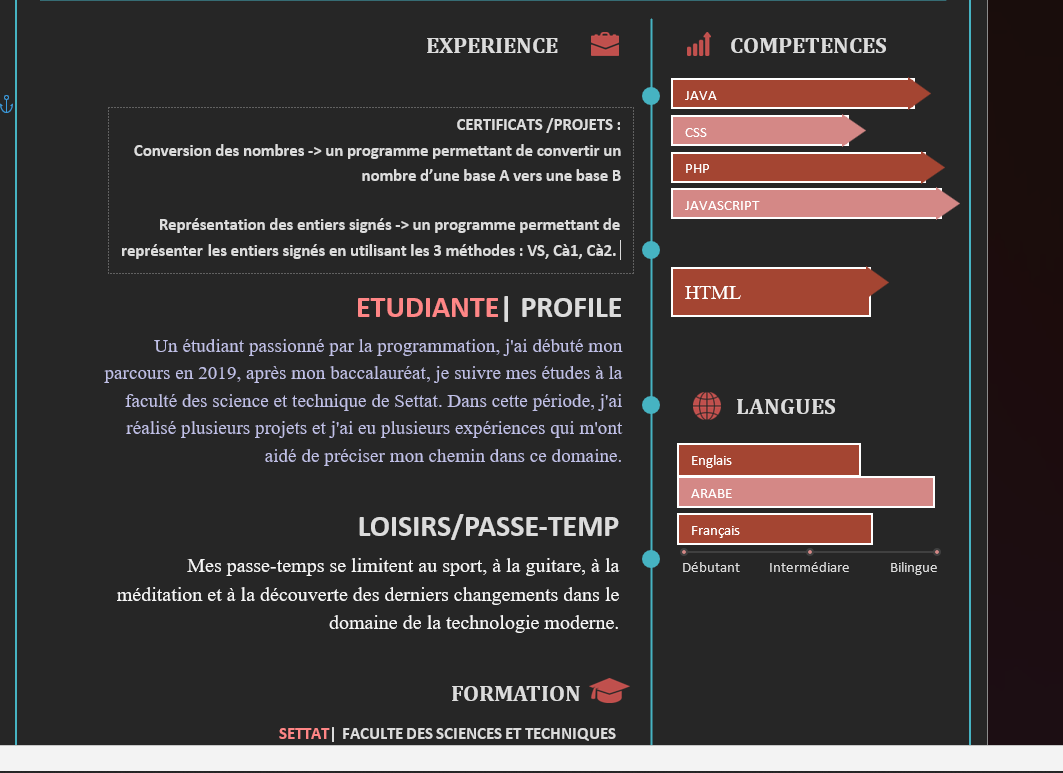 EXPERIENCE
CERTIFICATS /PROJETS :
Conversion des nombres -> un programme permettant de convertir un
nombre d’une base A vers une base B
Représentation des entiers signés -> un programme permettant de
représenter les entiers signés en utilisant les 3 méthodes : VS, Cà1, Cà2.
ETUDIANTE| PROFILE
Un étudiant passionné par la programmation, j'ai débuté mon
parcours en 2019, après mon baccalauréat, je suivre mes études à la
faculté des science et technique de Settat. Dans cette période, j'ai
réalisé plusieurs projets et j'ai eu plusieurs expériences qui m'ont
aidé de préciser mon chemin dans ce domaine.
LOISIRS/PASSE-TEMP
Mes passe-temps se limitent au sport, à la guitare, à la
méditation et à la découverte des derniers changements dans le
domaine de la technologie moderne.
FORMATION
SETTAT| FACULTE DES SCIENCES ET TECHNIQUES
COMPETENCES
JAVA
CSS
PHP
JAVASCRIPT
HTML
LANGUES
Englais
ARABE
Français
Débutant Intermédiare Bilingue